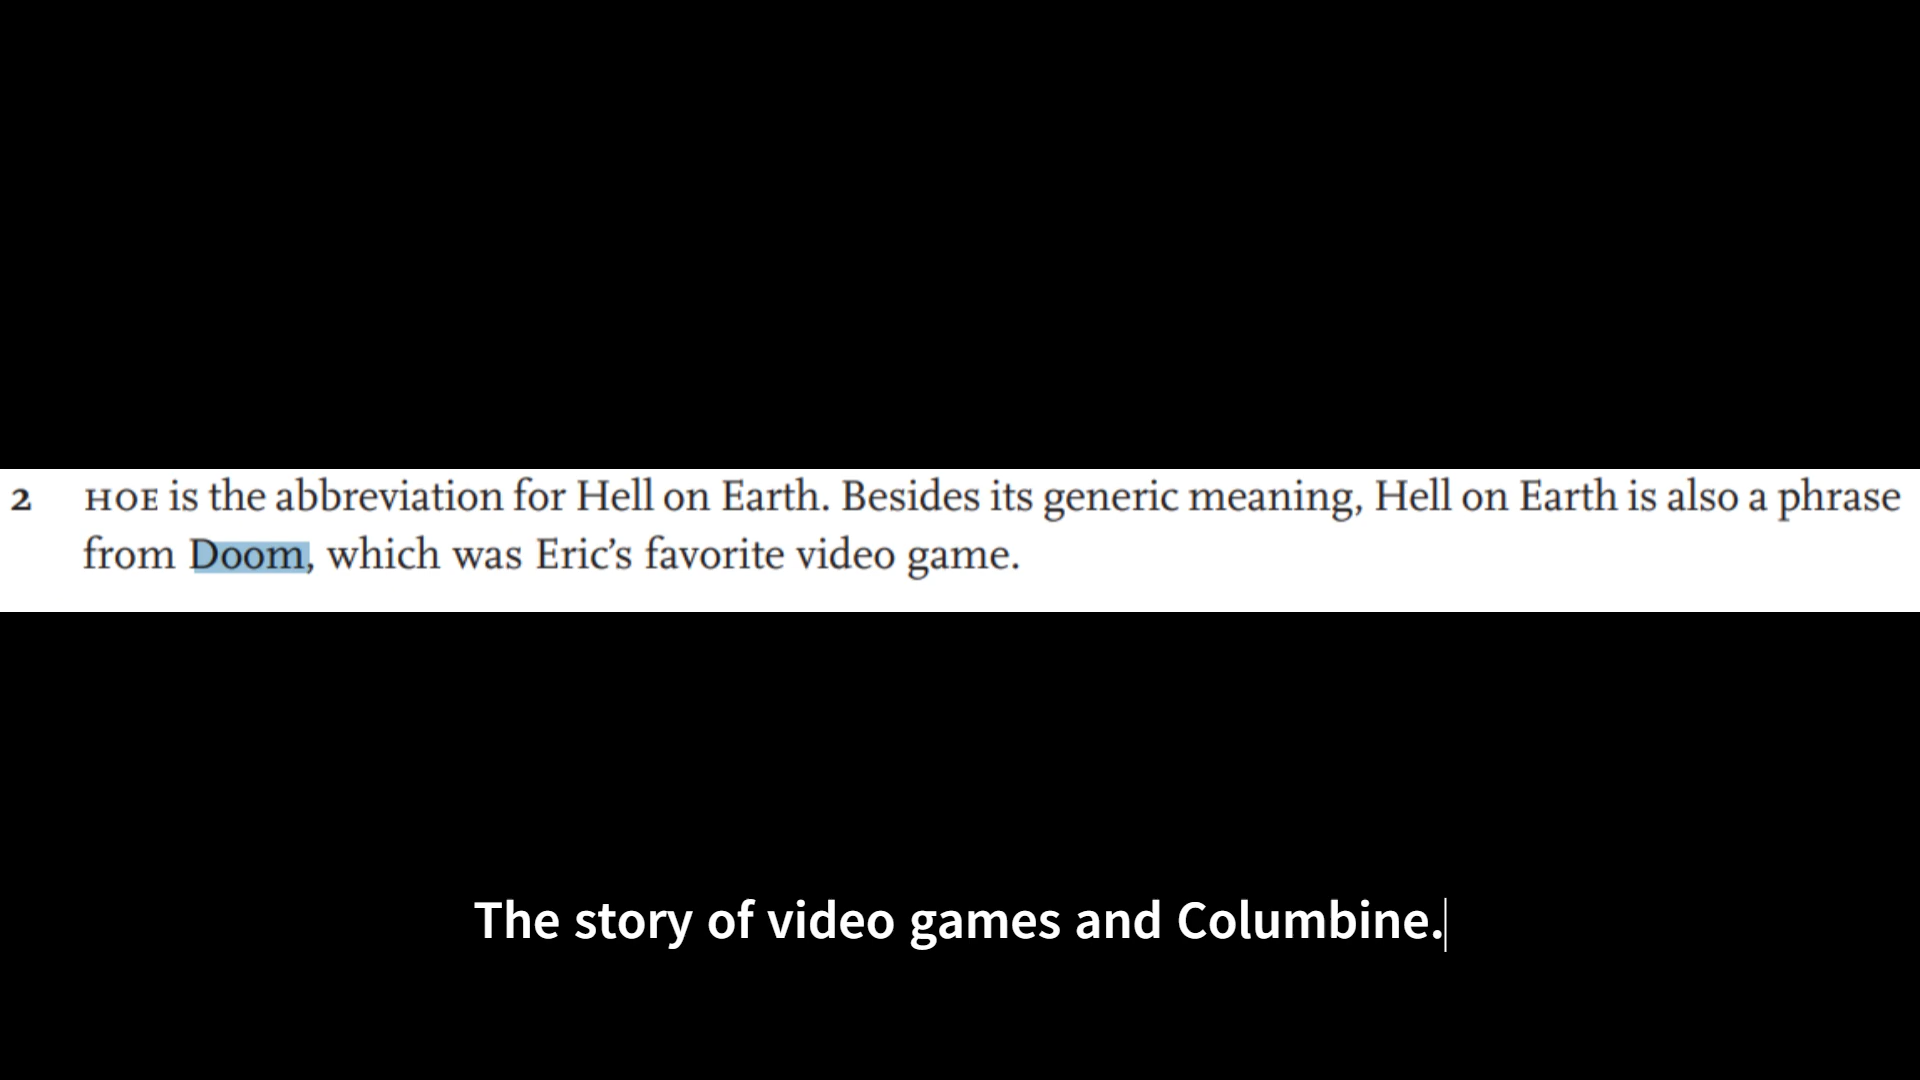 2 HOE is the abbreviation for Hell on Earth. Besides its generic meaning, Hell on Earth is also a phrase
from Doom, which was Eric’s favorite video game.
The story of video games and Columbine.